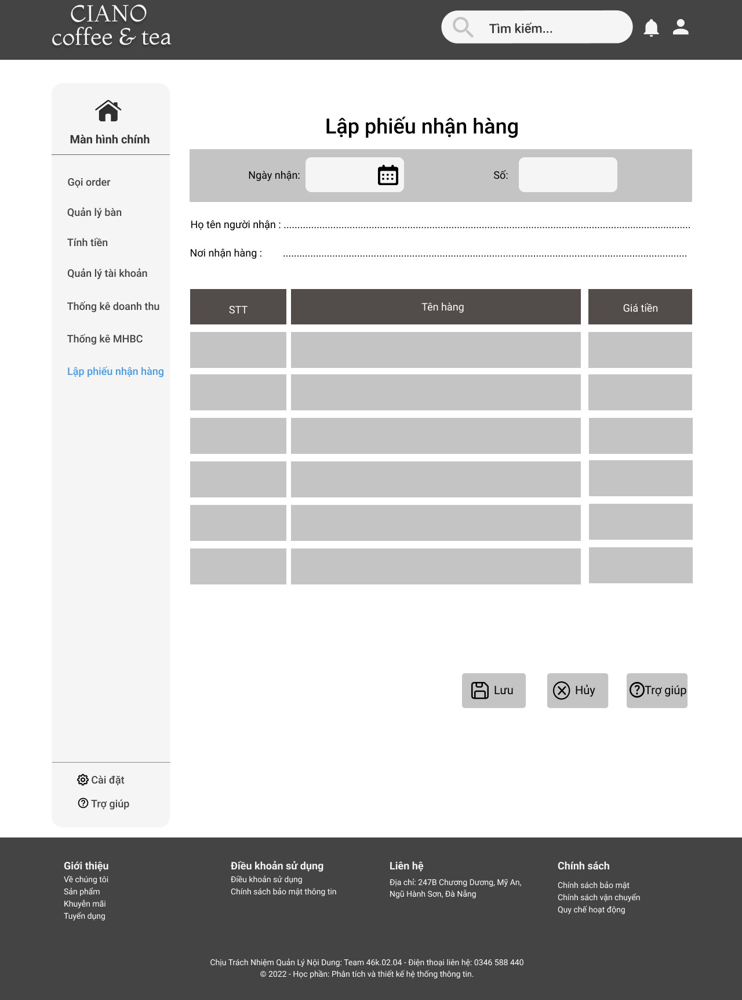 CIANO
coffee & tea
Tìm kiếm...
Màn hình chính
Gọi order
Quản lý bàn
Tính tiền
Quản lý tài khoản
Thống kê doanh thu
Thống kê MHBC
Lập phiếu nhận hàng
Cài đặt
Trợ giúp
Lập phiếu nhận hàng
Ngày nhận:
Số:
Họ tên người nhận : ....................................................................................................................................................
Nơi nhận hàng : ...................................................................................................................................................
STT
Tên hàng
Giá tiền
Lưu
Hủy
Trợ giúp
Giới thiệu
Về chúng tôi
Sản phẩm
Khuyễn mãi
Tuyển dụng
Điều khoản sử dụng
Điều khoản sử dụng
Chính sách bảo mật thông tin
Liên hệ
Địa chỉ: 247B Chương Dương, Mỹ An,
Ngũ Hành Sơn, Đà Nẵng
Chính sách
Chính sách bảo mật
Chính sách vận chuyển
Quy chế hoạt động
Chịu Trách Nhiệm Quản Lý Nội Dung: Team 46k.02.04 - Điện thoại liên hệ: 0346 588 440
© 2022 - Học phần: Phân tích và thiết kế hệ thống thông tin.